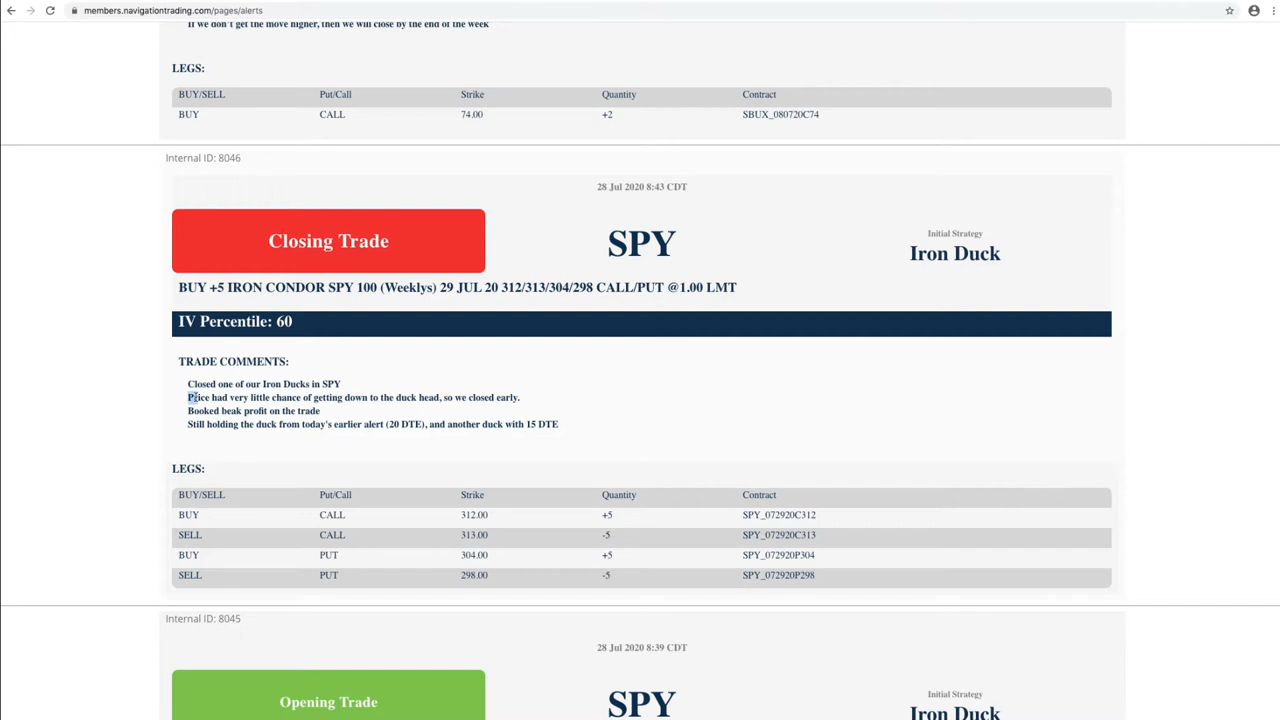 members.navigationtrading.com/pages/alerts
If we don't get the move higher, then we will close by the end of the week
LEGS:
BUY/SELL Put/Call Strike Quantity Contract
BUY CALL 74.00 +2 SBUX_080720C74
Internal ID: 8046
28 Jul 2020 8:43 CDT
Closing Trade
SPY
Initial Strategy
Iron Duck
BUY +5 IRON CONDOR SPY 100 (Weeklys) 29 JUL 20 312/313/304/298 CALL/PUT @1.00 LMT
IV Percentile: 60
TRADE COMMENTS:
Closed one of our Iron Ducks in SPY
Price had very little chance of getting down to the duck head, so we closed early.
Booked beak profit on the trade
Still holding the duck from today's earlier alert (20 DTE), and another duck with 15 DTE
LEGS:
BUY/SELL Put/Call Strike Quantity Contract
BUY CALL 312.00 +5 SPY_072920C312
SELL CALL 313.00 -5 SPY_072920C313
BUY PUT 304.00 +5 SPY_072920P304
SELL PUT 298.00 -5 SPY_072920P298
Internal ID: 8045
28 Jul 2020 8:39 CDT
Opening Trade
SPY
Initial Strategy
Iron Duck